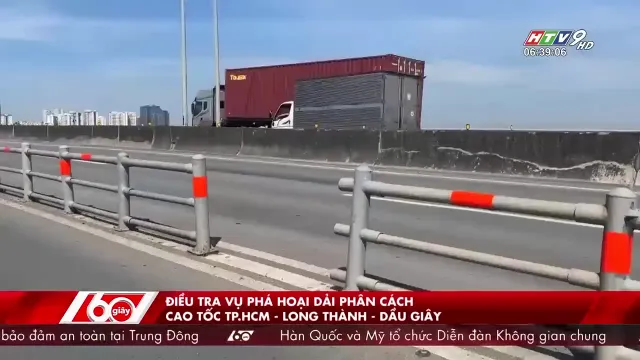 HTV9 HD
06:39:06
60 giây
ĐIỀU TRA VỤ PHÁ HOẠI DẢI PHÂN CÁCH
CAO TỐC TP.HCM - LONG THÀNH - DẦU GIÂY
bảo đảm an toàn tại Trung Đông
Hàn Quốc và Mỹ tổ chức Diễn đàn Không gian chung